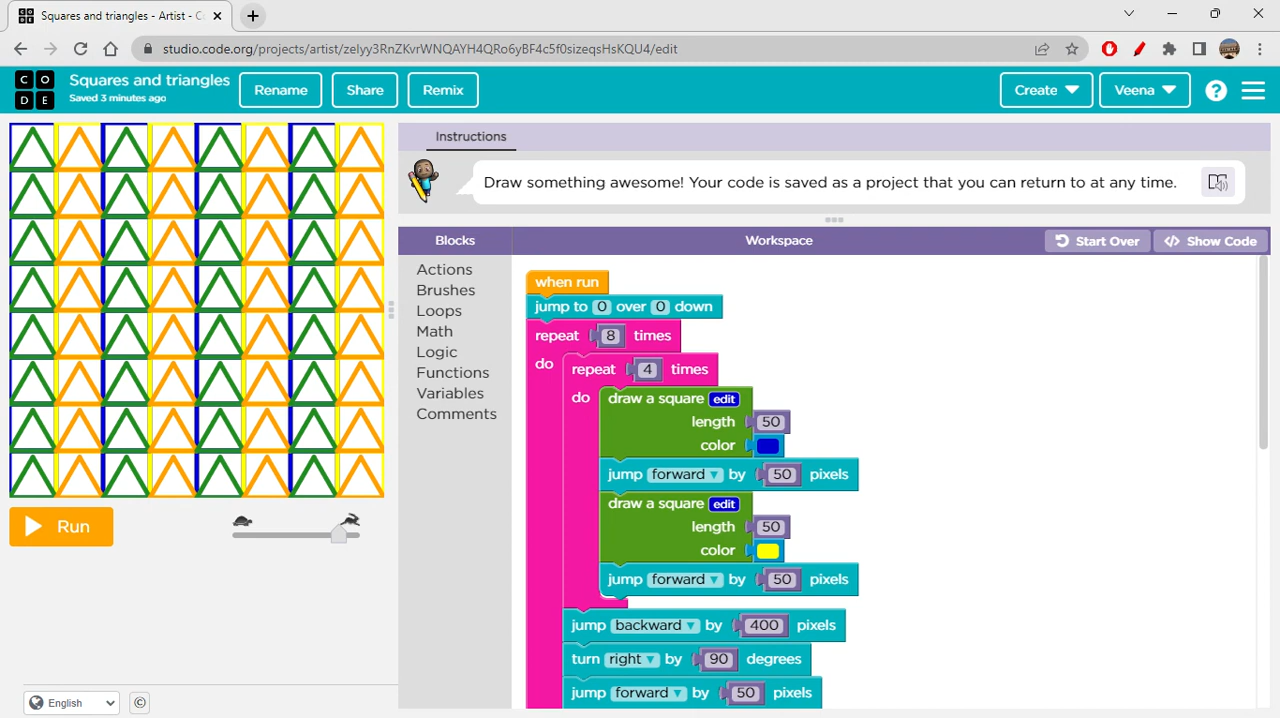 Squares and triangles - Artist - Co
studio.code.org/projects/artist/zelyy3RnZKvrWNQAYH4QRo6yBF4c5f0sizeqsHsKQU4/edit
C O
D E
Squares and triangles
Saved 3 minutes ago
Rename
Share
Remix
Create
Veena
?
Instructions
Draw something awesome! Your code is saved as a project that you can return to at any time.
Blocks
Workspace
Start Over
Show Code
Actions
Brushes
Loops
Math
Logic
Functions
Variables
Comments
when run
jump to 0 over 0 down
repeat 8 times
do
repeat 4 times
do
draw a square edit
length 50
color
jump forward by 50 pixels
draw a square edit
length 50
color
jump forward by 50 pixels
jump backward by 400 pixels
turn right by 90 degrees
jump forward by 50 pixels
Run
English
©